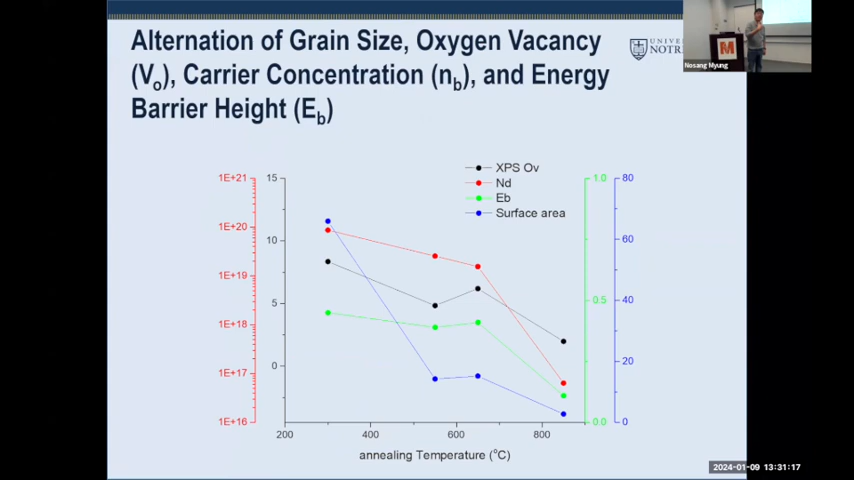 Alternation of Grain Size, Oxygen Vacancy
(Vo), Carrier Concentration (nb), and Energy
Barrier Height (Eb)
UNIVER
NOTR
M
Nosang Myung
XPS Ov
Nd
Eb
Surface area
1E+21
1E+20
1E+19
1E+18
1E+17
1E+16
15
10
5
0
1.0
0.5
0.0
80
60
40
20
0
200 400 600 800
annealing Temperature (°C)
2024-01-09 13:31:17